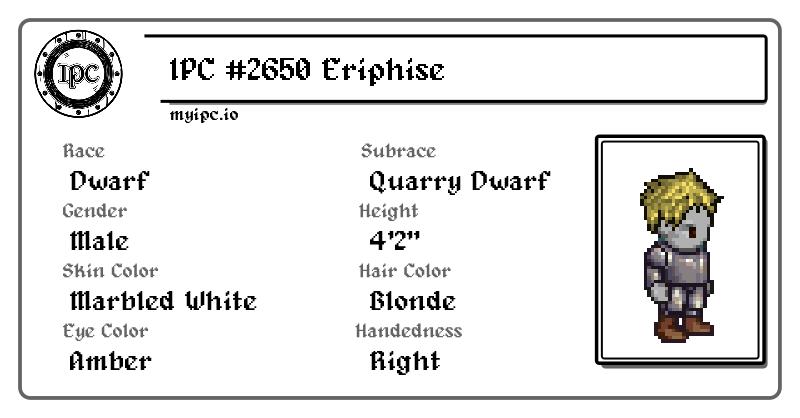 IPC
IPC #2650 Eriphise
myipc.io
Race
Subrace
Dwarf
Quarry Dwarf
Gender
Height
Male
4'2"
Skin Color
Hair Color
Marbled White
Blonde
Eye Color
Handedness
Amber
Right